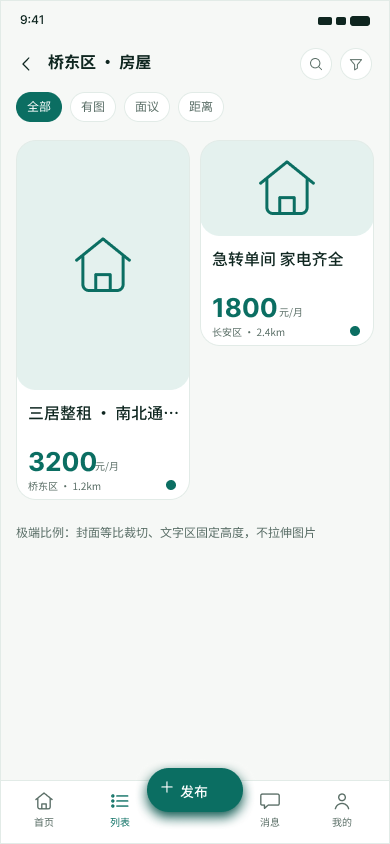 9:41
桥东区 · 房屋
全部 有图 面议 距离
三居整租 · 南北通…
3200元/月
桥东区 · 1.2km
急转单间 家电齐全
1800 元/月
长安区 · 2.4km
极端比例：封面等比裁切、文字区固定高度，不拉伸图片
首页 列表 发布 消息 我的